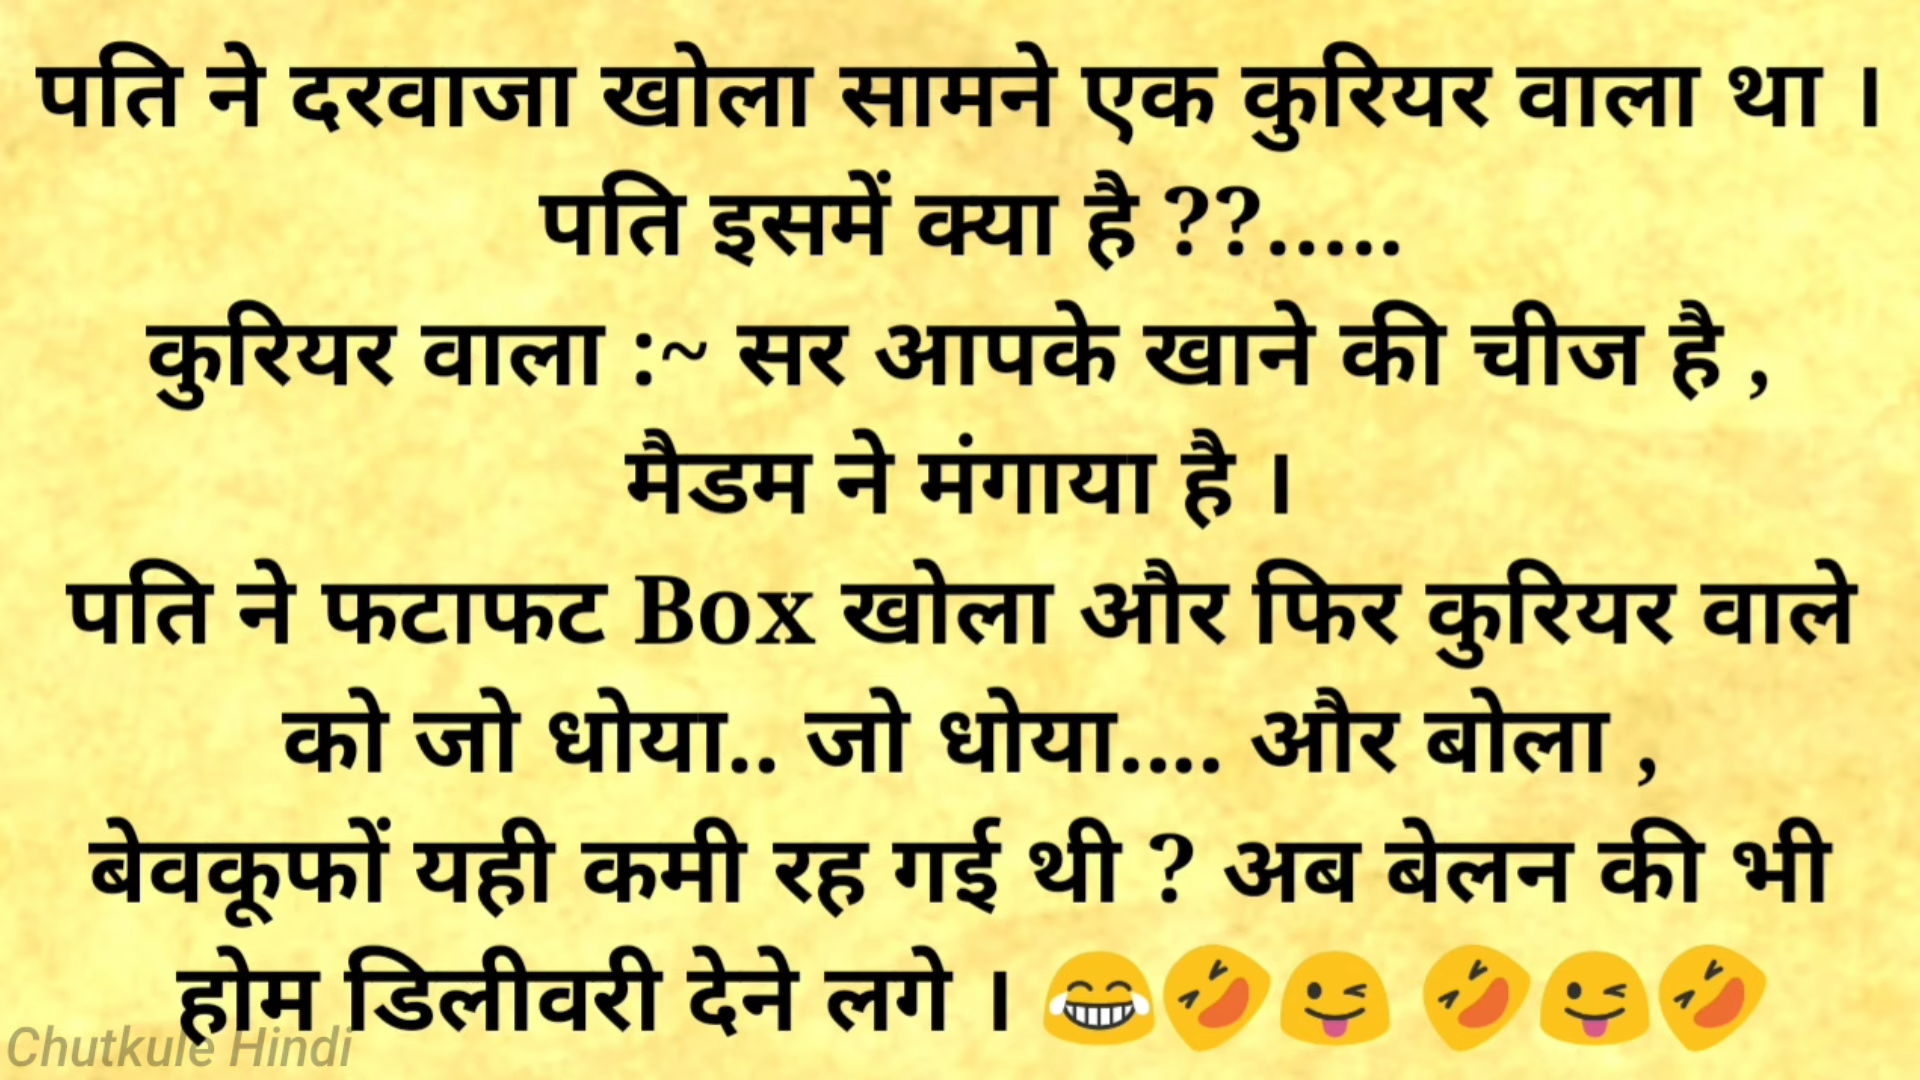 पति ने दरवाजा खोला सामने एक कुरियर वाला था ।
पति इसमें क्या है ??.....
कुरियर वाला :~ सर आपके खाने की चीज है ,
मैडम ने मंगाया है ।
पति ने फटाफट Box खोला और फिर कुरियर वाले
को जो धोया.. जो धोया.... और बोला ,
बेवकूफों यही कमी रह गई थी ? अब बेलन की भी
होम डिलीवरी देने लगे । 😂🤣😜 🤣😜🤣
Chutkule Hindi